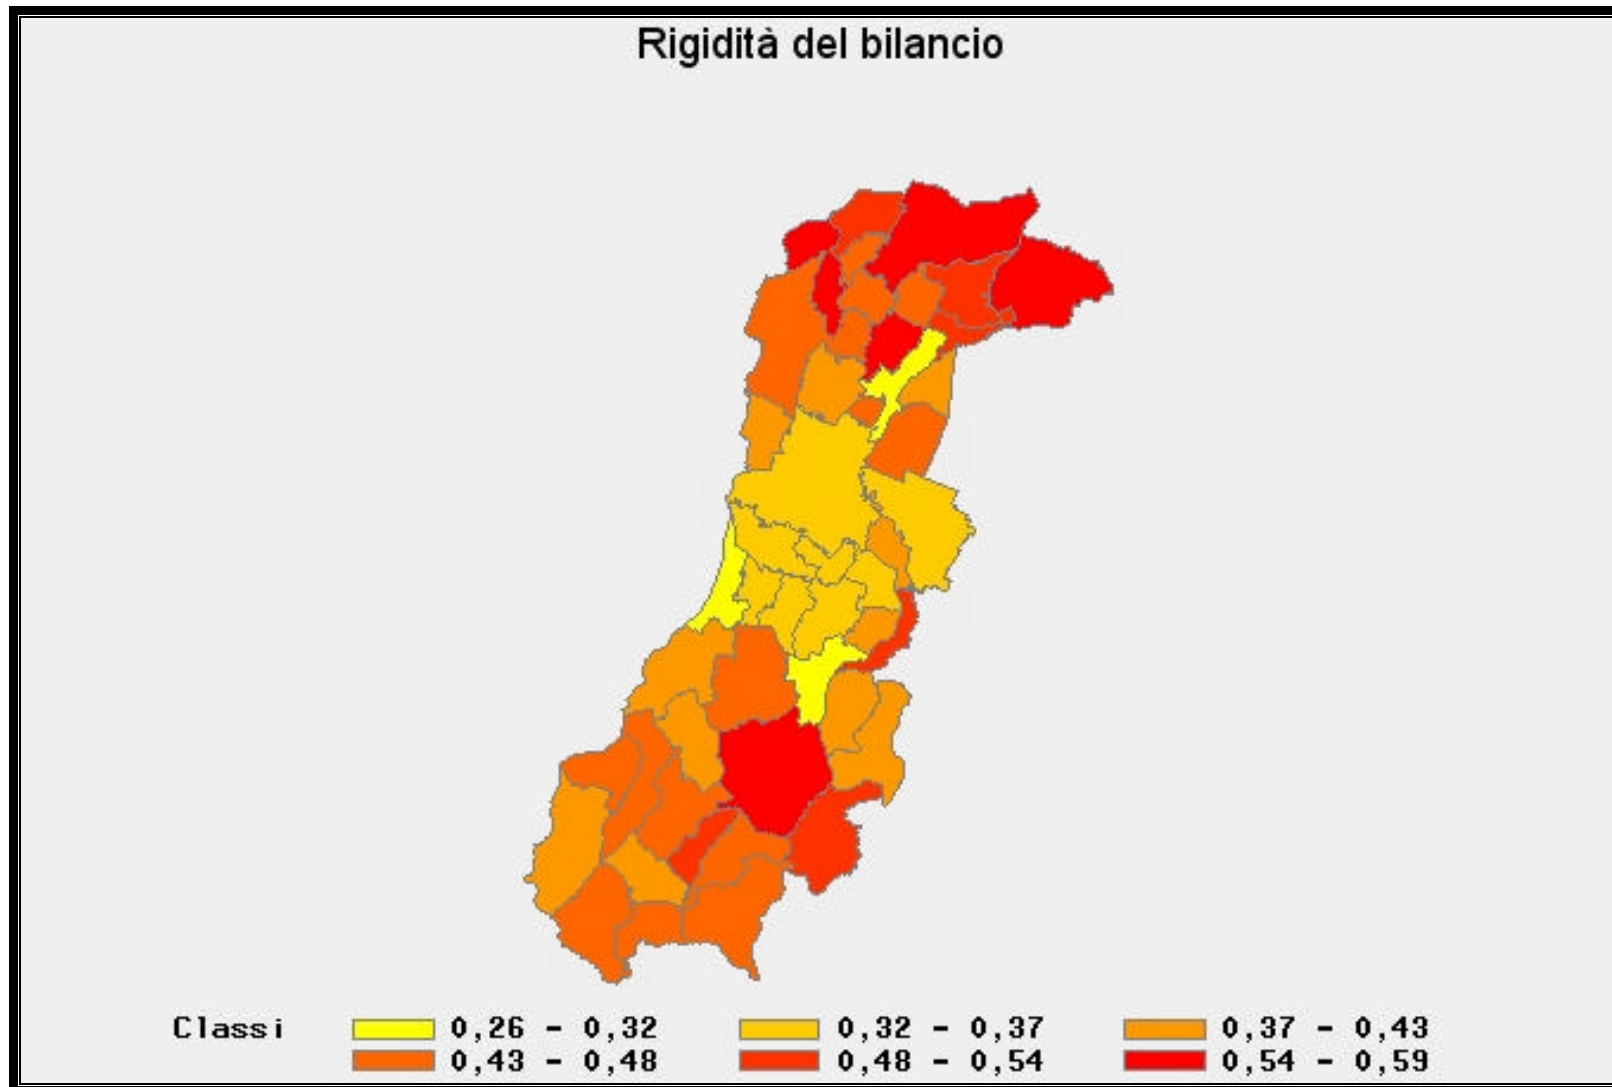 Rigidità del bilancio
Classi 0,26 - 0,32 0,32 - 0,37 0,37 - 0,43
0,43 - 0,48 0,48 - 0,54 0,54 - 0,59